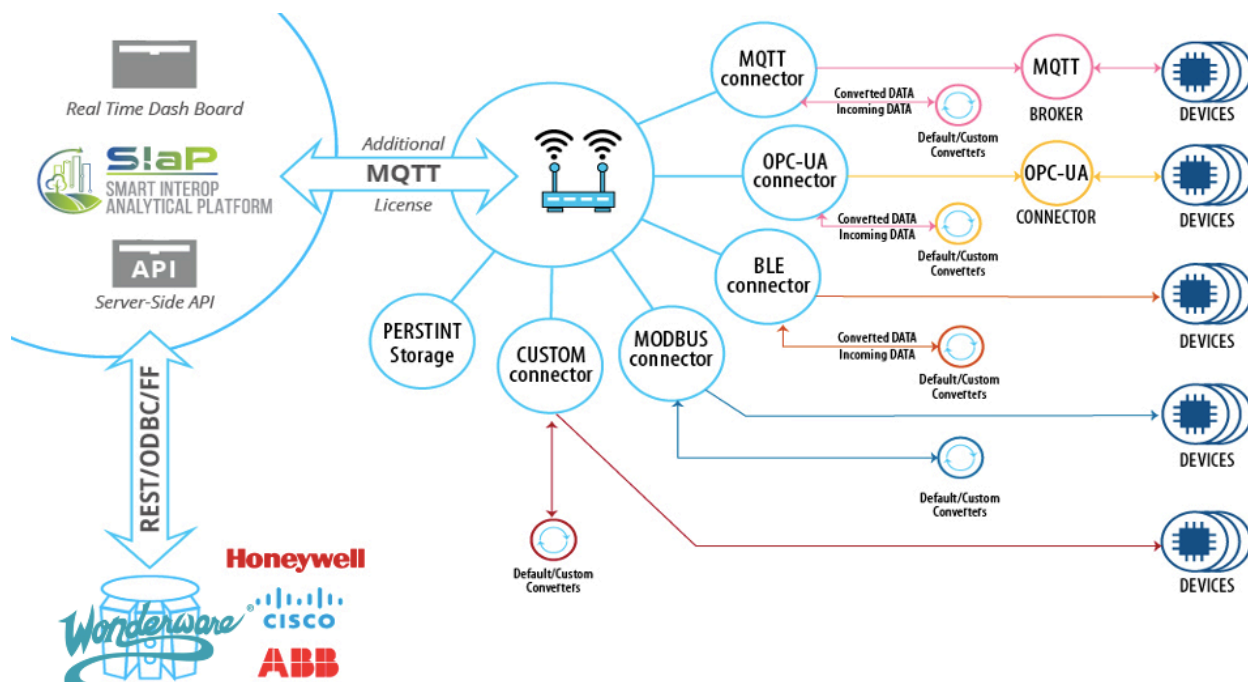 Real Time Dash Board
S!aP
SMART INTEROP
ANALYTICAL PLATFORM
API
Server-Side API
Additional
MQTT
License
REST/ODBC/FF
Wonderware®
Honeywell
CISCO
ABB
PERSTINT
Storage
CUSTOM
connector
Default/Custom
Converters
MODBUS
connector
Default/Custom
Converters
BLE
connector
Converted DATA
Incoming DATA
Default/Custom
Converters
OPC-UA
connector
Converted DATA
Incoming DATA
Default/Custom
Converters
OPC-UA
CONNECTOR
MQTT
connector
Converted DATA
Incoming DATA
Default/Custom
Converters
MQTT
BROKER
DEVICES
DEVICES
DEVICES
DEVICES
DEVICES